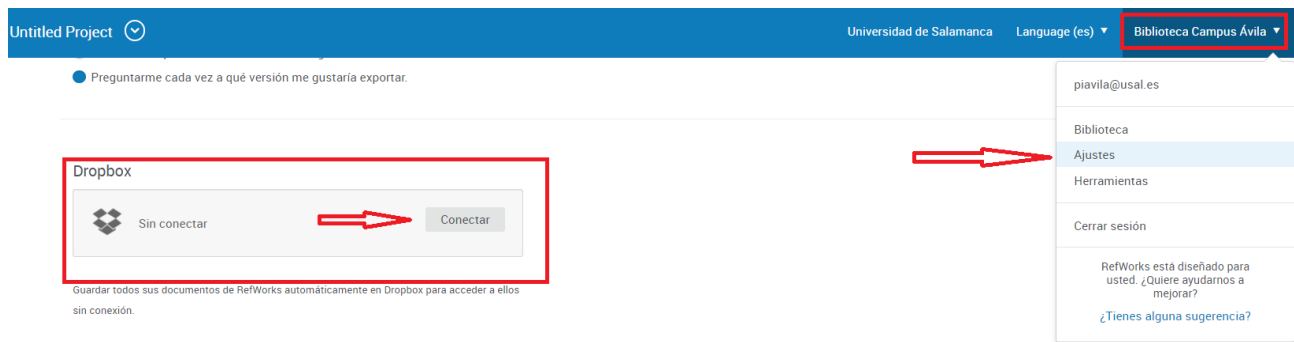 Untitled Project
Universidad de Salamanca
Language (es)
Biblioteca Campus Ávila
Preguntarme cada vez a qué versión me gustaría exportar.
piavila@usal.es
Biblioteca
Ajustes
Herramientas
Cerrar sesión
RefWorks está diseñado para
usted. ¿Quiere ayudarnos a
mejorar?
¿Tienes alguna sugerencia?
Dropbox
Sin conectar
Conectar
Guardar todos sus documentos de RefWorks automáticamente en Dropbox para acceder a ellos
sin conexión.